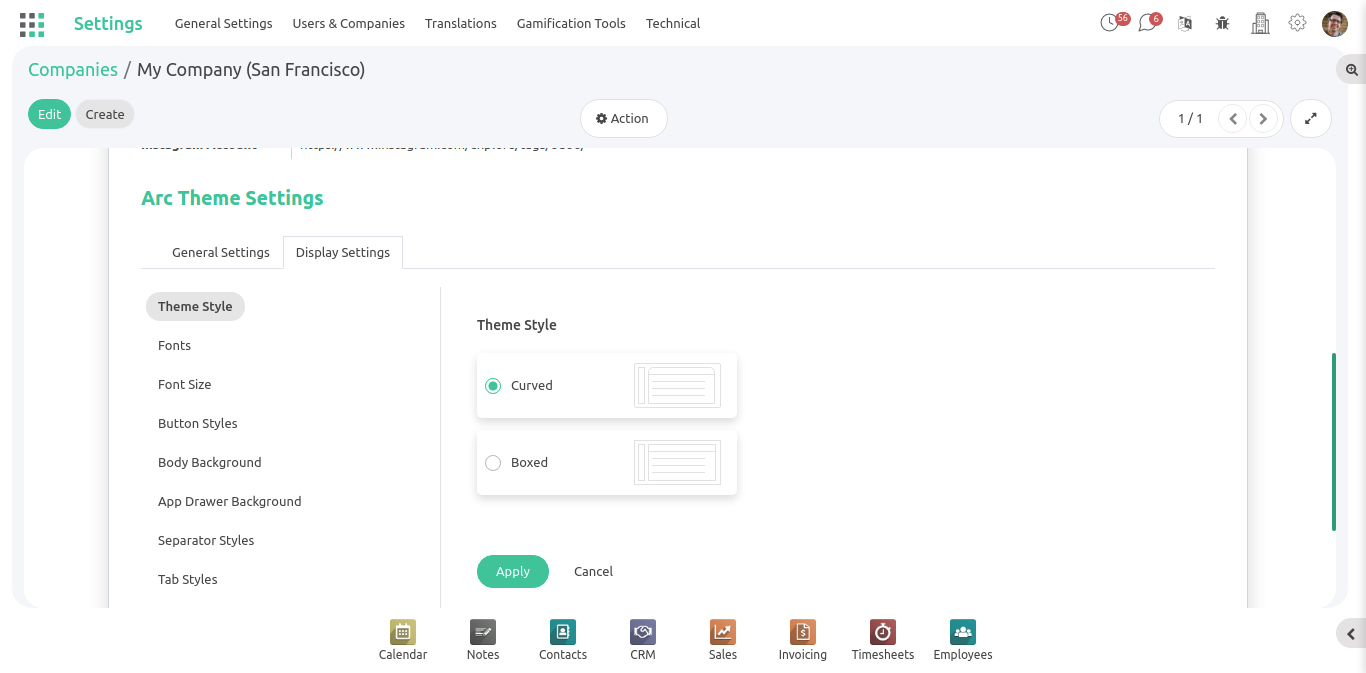 Settings General Settings Users & Companies Translations Gamification Tools Technical 56 6
Companies / My Company (San Francisco)
Edit Create Action 1 / 1
Arc Theme Settings
General Settings Display Settings
Theme Style
Theme Style
Fonts
Font Size
Button Styles
Body Background
App Drawer Background
Separator Styles
Tab Styles
Curved
Boxed
Apply Cancel
Calendar Notes Contacts CRM Sales Invoicing Timesheets Employees